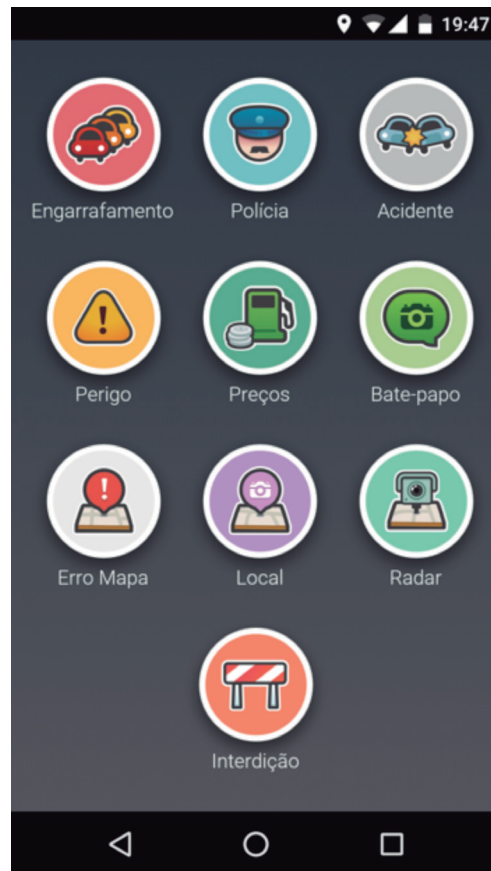 19:47
Engarrafamento
Polícia
Acidente
Perigo
Preços
Bate-papo
Erro Mapa
Local
Radar
Interdição